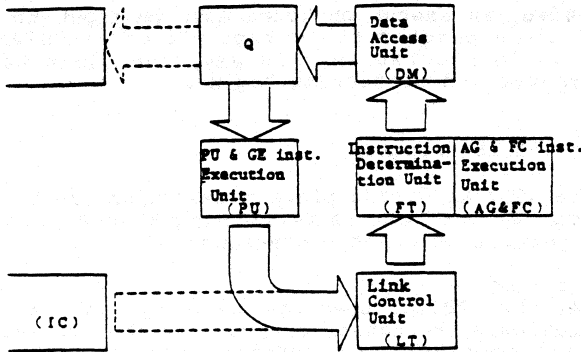 Q
Data
Access
Unit
(DM)
PU & GE inst.
Execution
Unit
(PU)
Instruction
Determina-
tion Unit
(FT)
AG & FC inst.
Execution
Unit
(AG&FC)
(IC)
Link
Control
Unit
(LT)